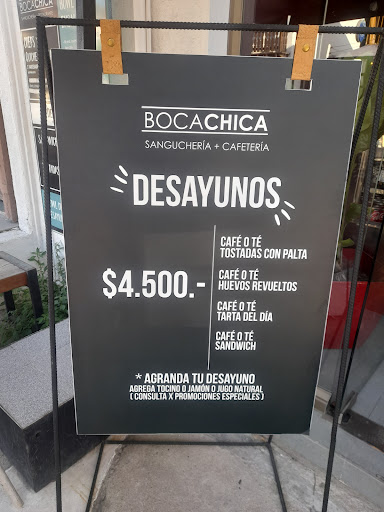 BOCACHICA
BOCACHICA
SANGUCHERÍA + CAFETERÍA
DESAYUNOS
$4.500.-
CAFÉ O TÉ
TOSTADAS CON PALTA
CAFÉ O TÉ
HUEVOS REVUELTOS
CAFÉ O TÉ
TARTA DEL DÍA
CAFÉ O TÉ
SANDWICH
* AGRANDA TU DESAYUNO
AGREGA TOCINO O JAMÓN O JUGO NATURAL
( CONSULTA X PROMOCIONES ESPECIALES )